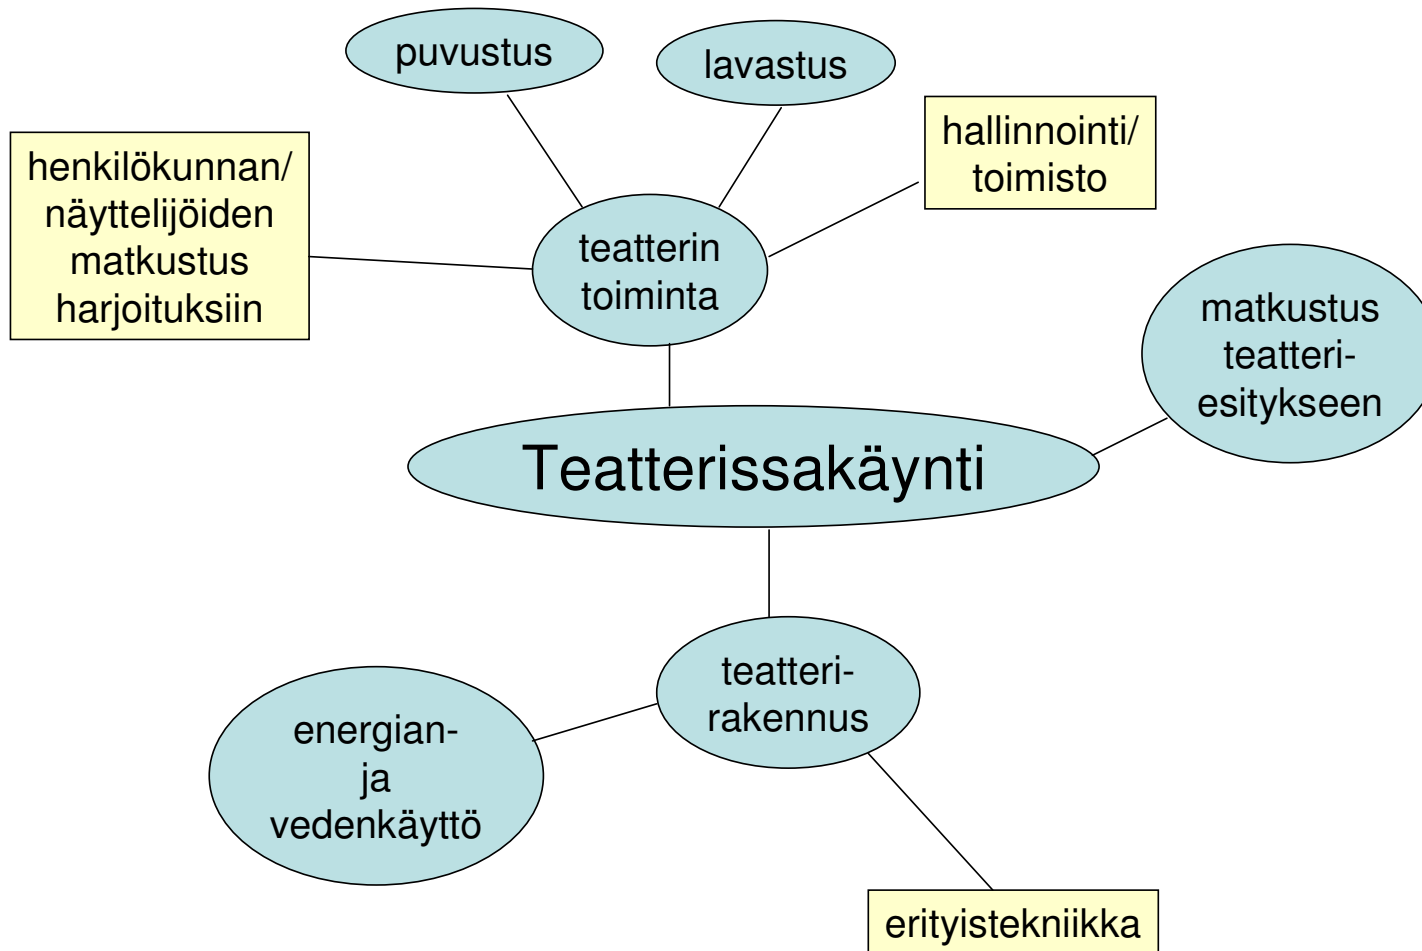 puvustus
lavastus
hallinnointi/
toimisto
henkilökunnan/
näyttelijöiden
matkustus
harjoituksiin
teatterin
toiminta
matkustus
teatteri-
esitykseen
Teatterissakäynti
teatteri-
rakennus
energian-
ja
vedenkäyttö
erityistekniikka